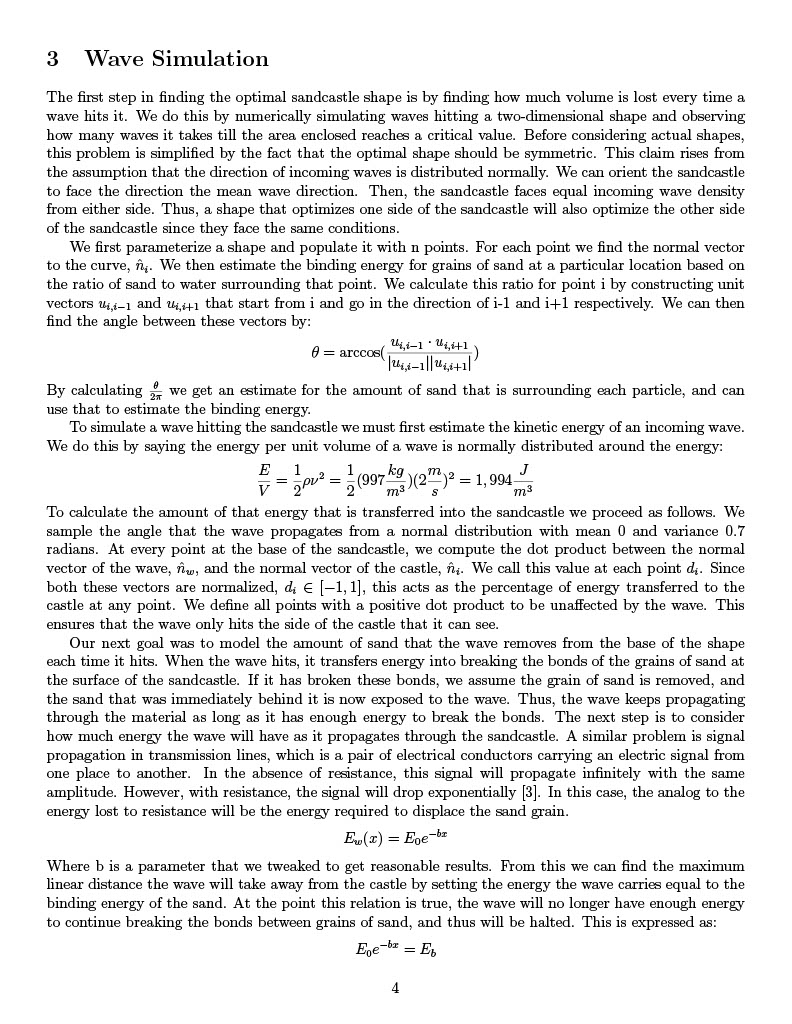 3 Wave Simulation
The first step in finding the optimal sandcastle shape is by finding how much volume is lost every time a
wave hits it. We do this by numerically simulating waves hitting a two-dimensional shape and observing
how many waves it takes till the area enclosed reaches a critical value. Before considering actual shapes,
this problem is simplified by the fact that the optimal shape should be symmetric. This claim rises from
the assumption that the direction of incoming waves is distributed normally. We can orient the sandcastle
to face the direction the mean wave direction. Then, the sandcastle faces equal incoming wave density
from either side. Thus, a shape that optimizes one side of the sandcastle will also optimize the other side
of the sandcastle since they face the same conditions.
We first parameterize a shape and populate it with n points. For each point we find the normal vector
to the curve, n̂ᵢ. We then estimate the binding energy for grains of sand at a particular location based on
the ratio of sand to water surrounding that point. We calculate this ratio for point i by constructing unit
vectors u_{i,i−1} and u_{i,i+1} that start from i and go in the direction of i-1 and i+1 respectively. We can then
find the angle between these vectors by:
θ = arccos(\frac{u_{i,i−1} · u_{i,i+1}}{|u_{i,i−1}||u_{i,i+1}|})
By calculating \frac{θ}{2π} we get an estimate for the amount of sand that is surrounding each particle, and can
use that to estimate the binding energy.
To simulate a wave hitting the sandcastle we must first estimate the kinetic energy of an incoming wave.
We do this by saying the energy per unit volume of a wave is normally distributed around the energy:
\frac{E}{V} = \frac{1}{2}ρν² = \frac{1}{2}(997\frac{kg}{m³})(2\frac{m}{s})² = 1,994\frac{J}{m³}
To calculate the amount of that energy that is transferred into the sandcastle we proceed as follows. We
sample the angle that the wave propagates from a normal distribution with mean 0 and variance 0.7
radians. At every point at the base of the sandcastle, we compute the dot product between the normal
vector of the wave, n̂_w, and the normal vector of the castle, n̂ᵢ. We call this value at each point dᵢ. Since
both these vectors are normalized, dᵢ ∈ [−1, 1], this acts as the percentage of energy transferred to the
castle at any point. We define all points with a positive dot product to be unaffected by the wave. This
ensures that the wave only hits the side of the castle that it can see.
Our next goal was to model the amount of sand that the wave removes from the base of the shape
each time it hits. When the wave hits, it transfers energy into breaking the bonds of the grains of sand at
the surface of the sandcastle. If it has broken these bonds, we assume the grain of sand is removed, and
the sand that was immediately behind it is now exposed to the wave. Thus, the wave keeps propagating
through the material as long as it has enough energy to break the bonds. The next step is to consider
how much energy the wave will have as it propagates through the sandcastle. A similar problem is signal
propagation in transmission lines, which is a pair of electrical conductors carrying an electric signal from
one place to another. In the absence of resistance, this signal will propagate infinitely with the same
amplitude. However, with resistance, the signal will drop exponentially [3]. In this case, the analog to the
energy lost to resistance will be the energy required to displace the sand grain.
E_w(x) = E₀e^{−bx}
Where b is a parameter that we tweaked to get reasonable results. From this we can find the maximum
linear distance the wave will take away from the castle by setting the energy the wave carries equal to the
binding energy of the sand. At the point this relation is true, the wave will no longer have enough energy
to continue breaking the bonds between grains of sand, and thus will be halted. This is expressed as:
E₀e^{−bx} = E_b
4